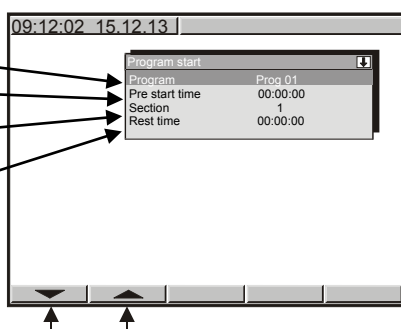 09:12:02 15.12.13
Program start
Program Prog 01
Pre start time 00:00:00
Section 1
Rest time 00:00:00